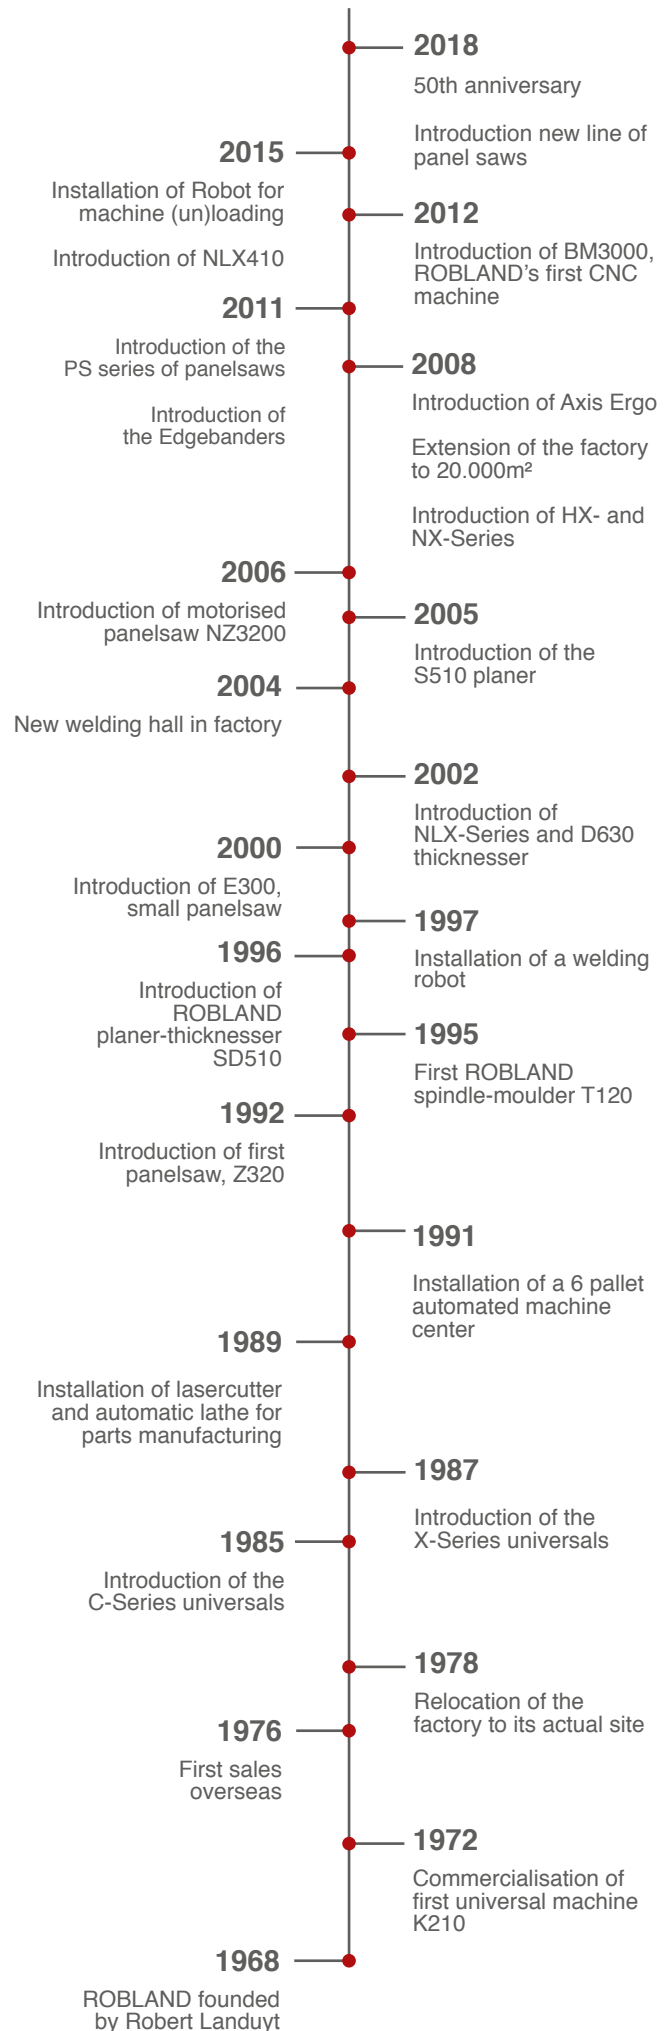 2018
50th anniversary
Introduction new line of
panel saws
2015
Installation of Robot for
machine (un)loading
Introduction of NLX410
2012
Introduction of BM3000,
ROBLAND's first CNC
machine
2011
Introduction of the
PS series of panelsaws
Introduction of
the Edgebanders
2008
Introduction of Axis Ergo
Extension of the factory
to 20.000m²
Introduction of HX- and
NX-Series
2006
Introduction of motorised
panelsaw NZ3200
2005
Introduction of the
S510 planer
2004
New welding hall in factory
2002
Introduction of
NLX-Series and D630
thicknesser
2000
Introduction of E300,
small panelsaw
1997
Installation of a welding
robot
1996
Introduction of
ROBLAND
planer-thicknesser
SD510
1995
First ROBLAND
spindle-moulder T120
1992
Introduction of first
panelsaw, Z320
1991
Installation of a 6 pallet
automated machine
center
1989
Installation of lasercutter
and automatic lathe for
parts manufacturing
1987
Introduction of the
X-Series universals
1985
Introduction of the
C-Series universals
1978
Relocation of the
factory to its actual site
1976
First sales
overseas
1972
Commercialisation of
first universal machine
K210
1968
ROBLAND founded
by Robert Landuyt